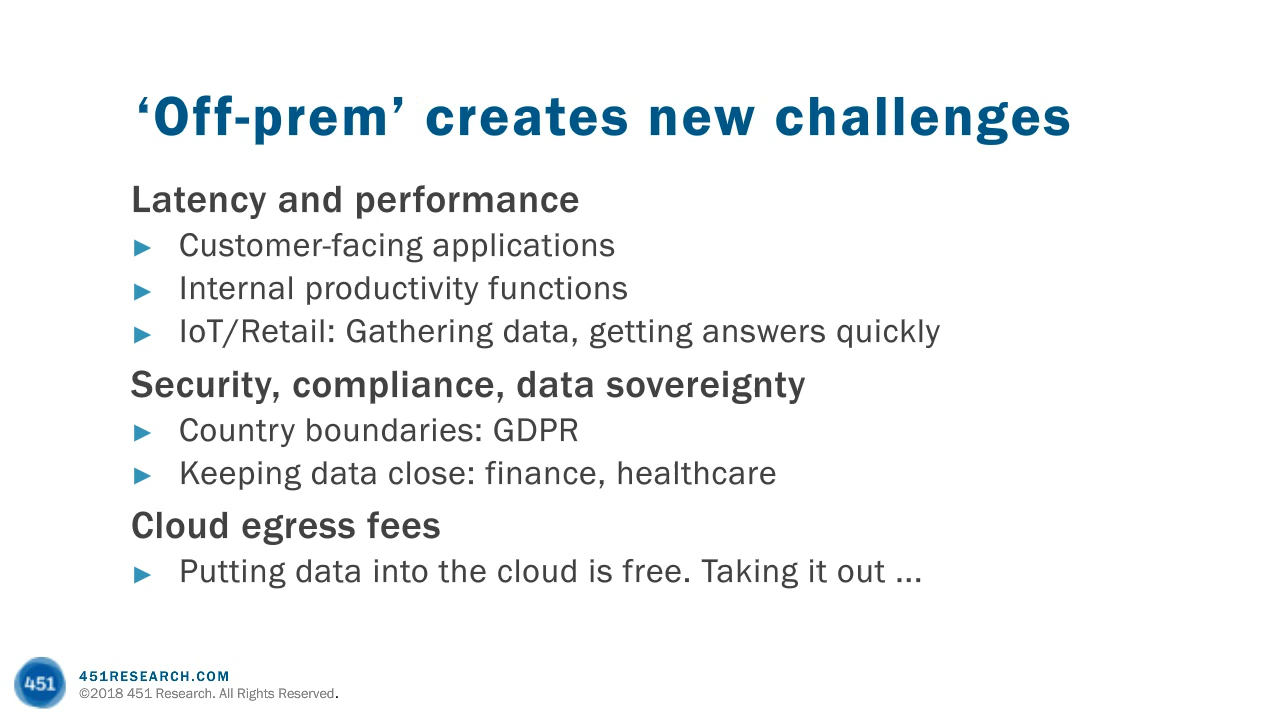 ‘Off-prem’ creates new challenges
Latency and performance
► Customer-facing applications
► Internal productivity functions
► IoT/Retail: Gathering data, getting answers quickly
Security, compliance, data sovereignty
► Country boundaries: GDPR
► Keeping data close: finance, healthcare
Cloud egress fees
► Putting data into the cloud is free. Taking it out ...
451
451RESEARCH.COM
©2018 451 Research. All Rights Reserved.